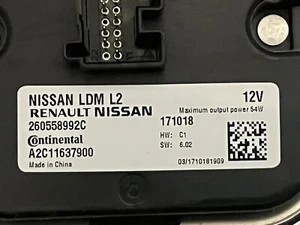 NISSAN LDM L2
12V
RENAULT NISSAN
Maximum output power 54W
260558992C
171018
Continental
HW: C1
A2C11637900
SW: 6.02
Made in China
03/1710181909